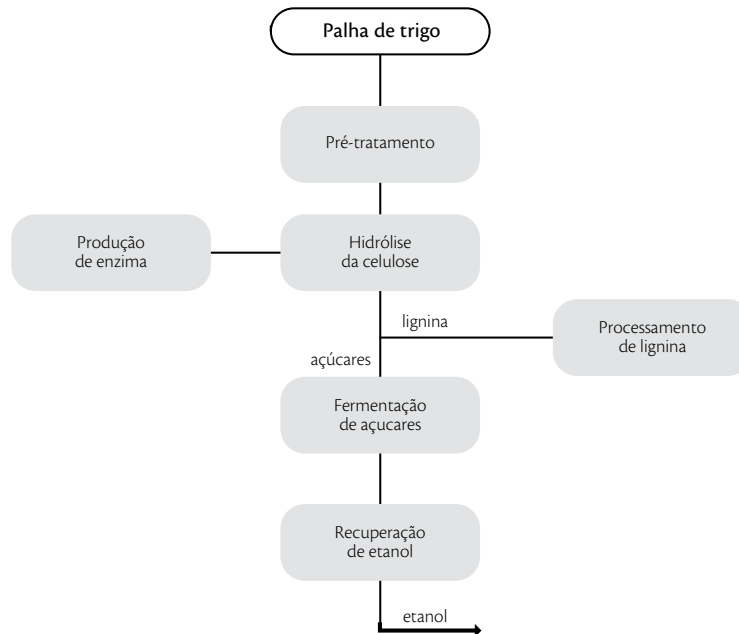 Palha de trigo
Pré-tratamento
Produção
de enzima
Hidrólise
da celulose
lignina
Processamento
de lignina
açúcares
Fermentação
de açucares
Recuperação
de etanol
etanol